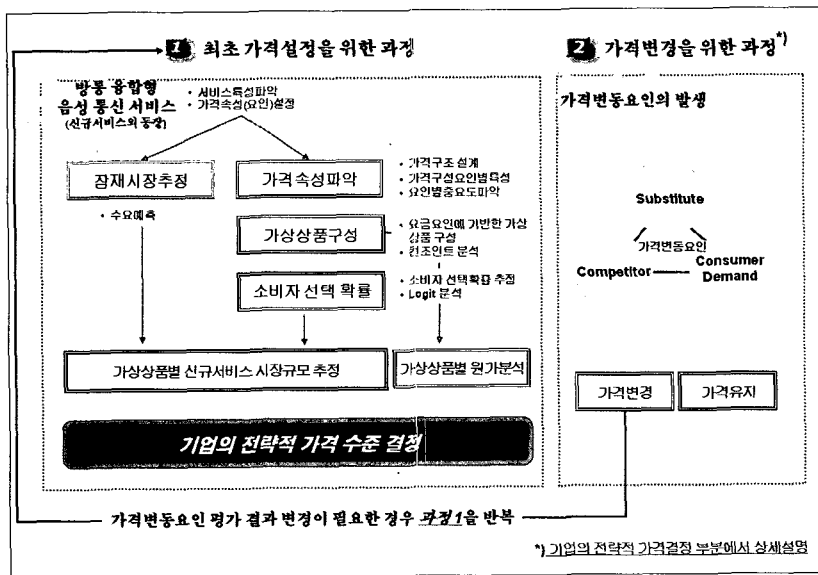 1 최초 가격설정을 위한 과정
방통 융합형
음성 통신 서비스
(신규서비스의 등장)
• 서비스특성파악
• 가격속성(요인)설정
잠재시장추정
• 수요예측
가격속성파악
• 가격구조 설계
• 가격구성요인별특성
• 요인별중요도파악
가상상품구성
• 요금요인에 기반한 가상
상품 구성
• 컨조인트 분석
소비자 선택 확률
• 소비자 선택확률 추정
• Logit 분석
가상상품별 신규서비스 시장규모 추정
가상상품별 원가분석
기업의 전략적 가격 수준 결정
2 가격변경을 위한 과정*)
가격변동요인의 발생
Substitute
가격변동요인
Competitor
Consumer
Demand
가격변경
가격유지
가격변동요인 평가 결과 변경이 필요한 경우 과정1을 반복
*) 기업의 전략적 가격결정 부분에서 상세설명